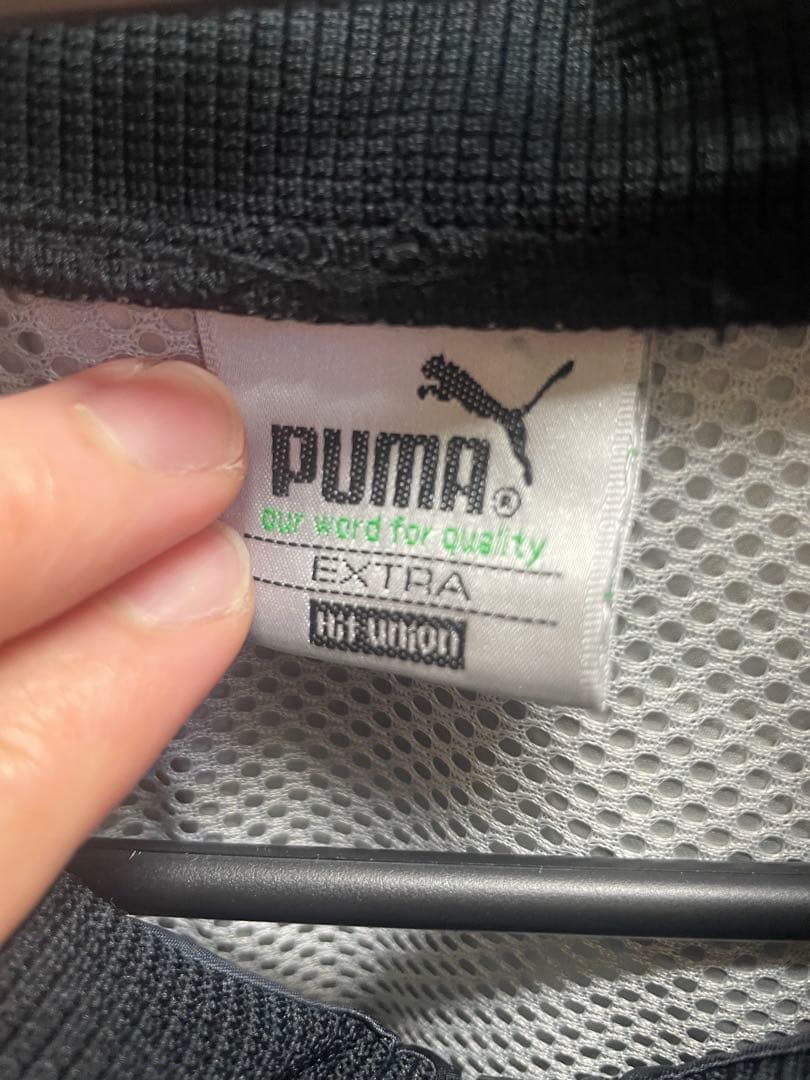 PUMA®
our word for quality
EXTRA
Hit union